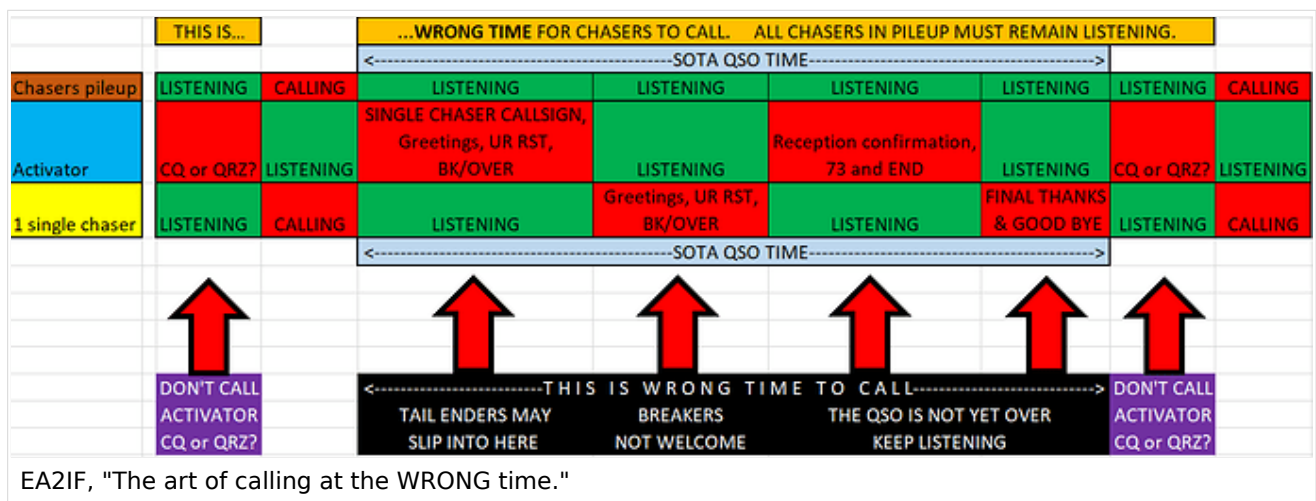 THIS IS... ...WRONG TIME FOR CHASERS TO CALL. ALL CHASERS IN PILEUP MUST REMAIN LISTENING.
<----------------------------------------SOTA QSO TIME-------------------------------------->
Chasers pileup LISTENING CALLING LISTENING LISTENING LISTENING LISTENING LISTENING CALLING
Activator CQ or QRZ? LISTENING
SINGLE CHASER CALLSIGN,
Greetings, UR RST,
BK/OVER
LISTENING
Reception confirmation,
73 and END
LISTENING CQ or QRZ? LISTENING
1 single chaser LISTENING CALLING LISTENING
Greetings, UR RST,
BK/OVER
LISTENING
FINAL THANKS
& GOOD BYE
LISTENING CALLING
<----------------------------------------SOTA QSO TIME-------------------------------------->
DON'T CALL
ACTIVATOR
CQ or QRZ?
<-------------------------THIS IS WRONG TIME TO CALL--------------------------->
TAIL ENDERS MAY
SLIP INTO HERE
BREAKERS
NOT WELCOME
THE QSO IS NOT YET OVER
KEEP LISTENING
DON'T CALL
ACTIVATOR
CQ or QRZ?
EA2IF, "The art of calling at the WRONG time."